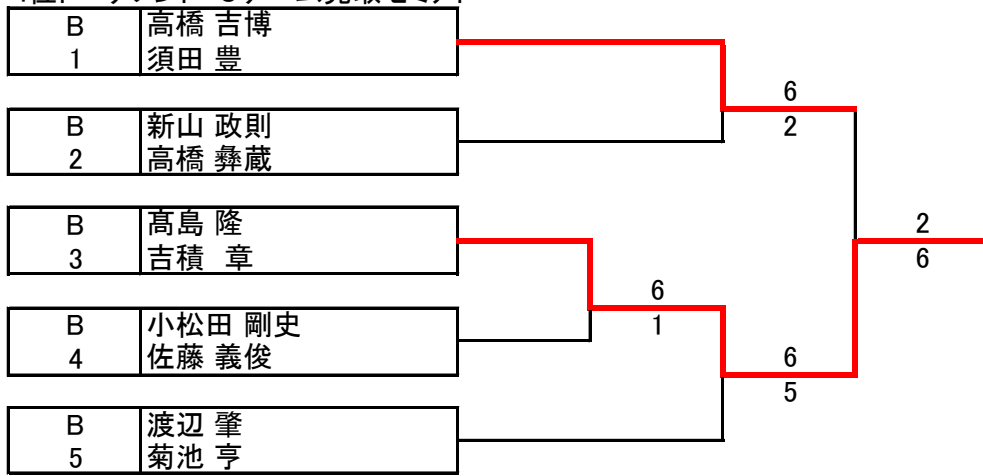 B 高橋 吉博
1 須田 豊
6
2
B 新山 政則
2 高橋 彝蔵
B 髙島 隆
3 吉積 章
2
6
6
1
B 小松田 剛史
4 佐藤 義俊
6
5
B 渡辺 肇
5 菊池 亨